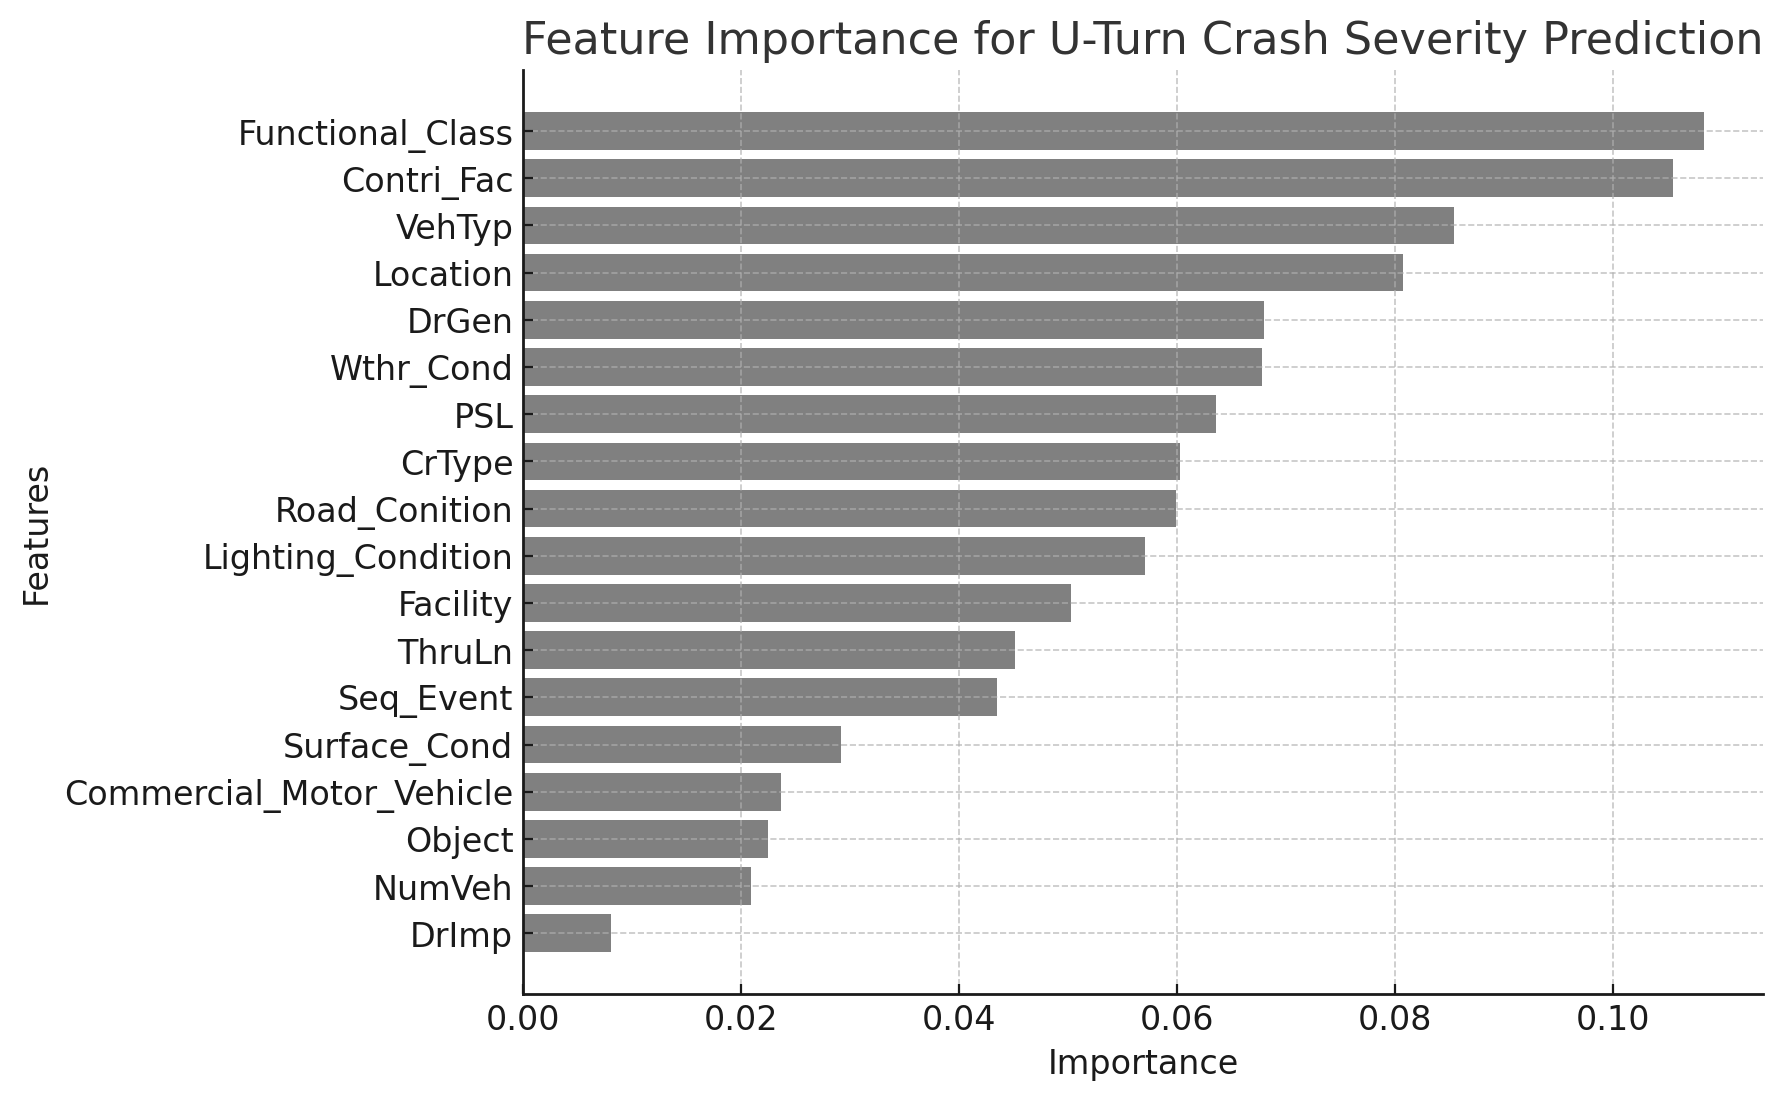 Feature Importance for U-Turn Crash Severity Prediction
Functional_Class
Contri_Fac
VehTyp
Location
DrGen
Wthr_Cond
PSL
CrType
Road_Conition
Lighting_Condition
Facility
ThruLn
Seq_Event
Surface_Cond
Commercial_Motor_Vehicle
Object
NumVeh
DrImp
Features
0.00 0.02 0.04 0.06 0.08 0.10
Importance